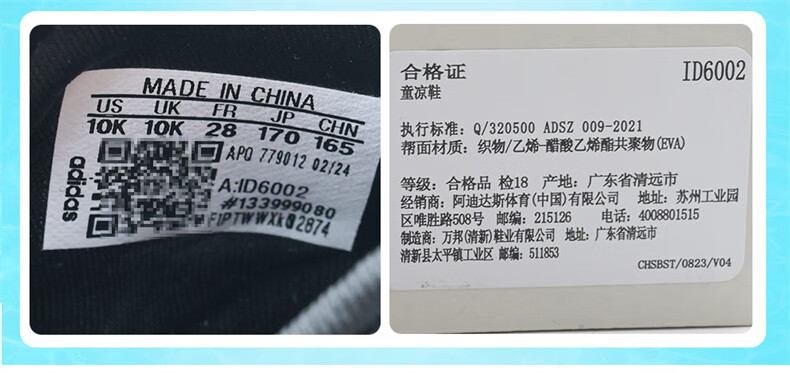 MADE IN CHINA
US UK FR JP CHN
10K 10K 28 170 165
APO 779012 02/24
A:ID6002
#133999080
adidas
合格证 ID6002
童凉鞋
执行标准: Q/320500 ADSZ 009-2021
帮面材质: 织物/乙烯-醋酸乙烯酯共聚物(EVA)
等级: 合格品 检18 产地: 广东省清远市
经销商: 阿迪达斯体育(中国)有限公司 地址: 苏州工业园
区唯胜路508号 邮编: 215126 电话: 4008801515
制造商: 万邦(清新)鞋业有限公司 地址: 广东省清远市
清新县太平镇工业区 邮编: 511853
CHSBST/0823/V04